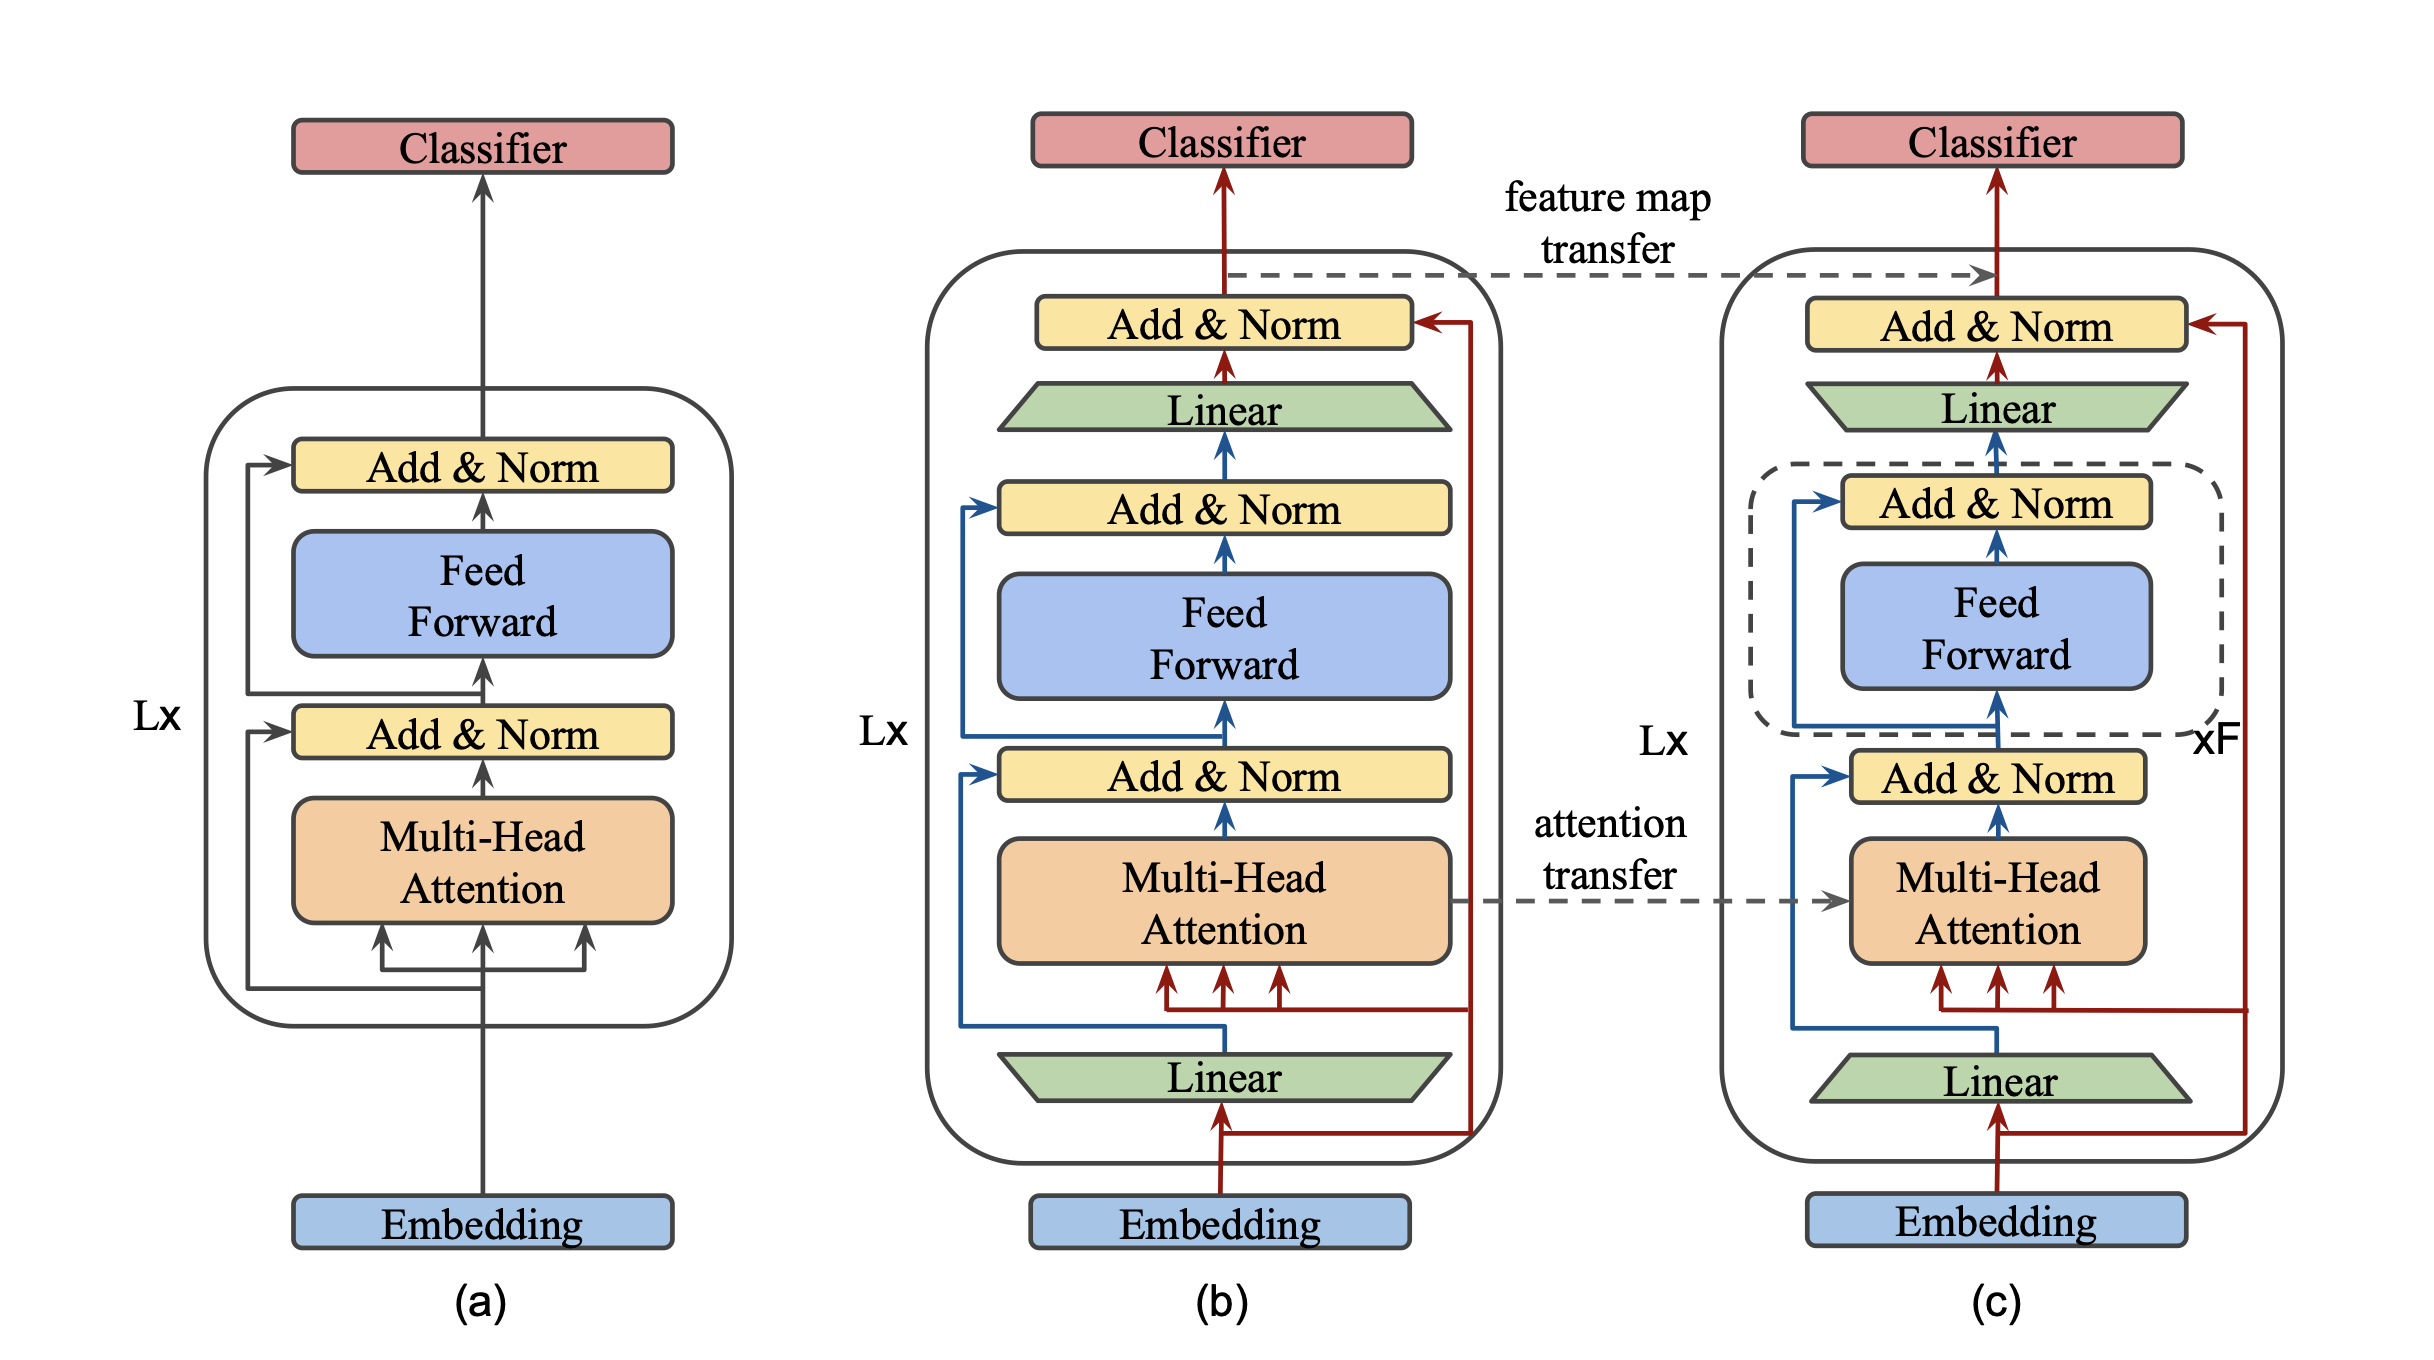 Classifier
Add & Norm
Feed
Forward
Add & Norm
Multi-Head
Attention
Lx
Embedding
(a)
Classifier
Add & Norm
Linear
Add & Norm
Feed
Forward
Add & Norm
Multi-Head
Attention
Linear
Lx
Embedding
(b)
feature map
transfer
attention
transfer
Classifier
Add & Norm
Linear
Add & Norm
Feed
Forward
xF
Add & Norm
Multi-Head
Attention
Linear
Lx
Embedding
(c)